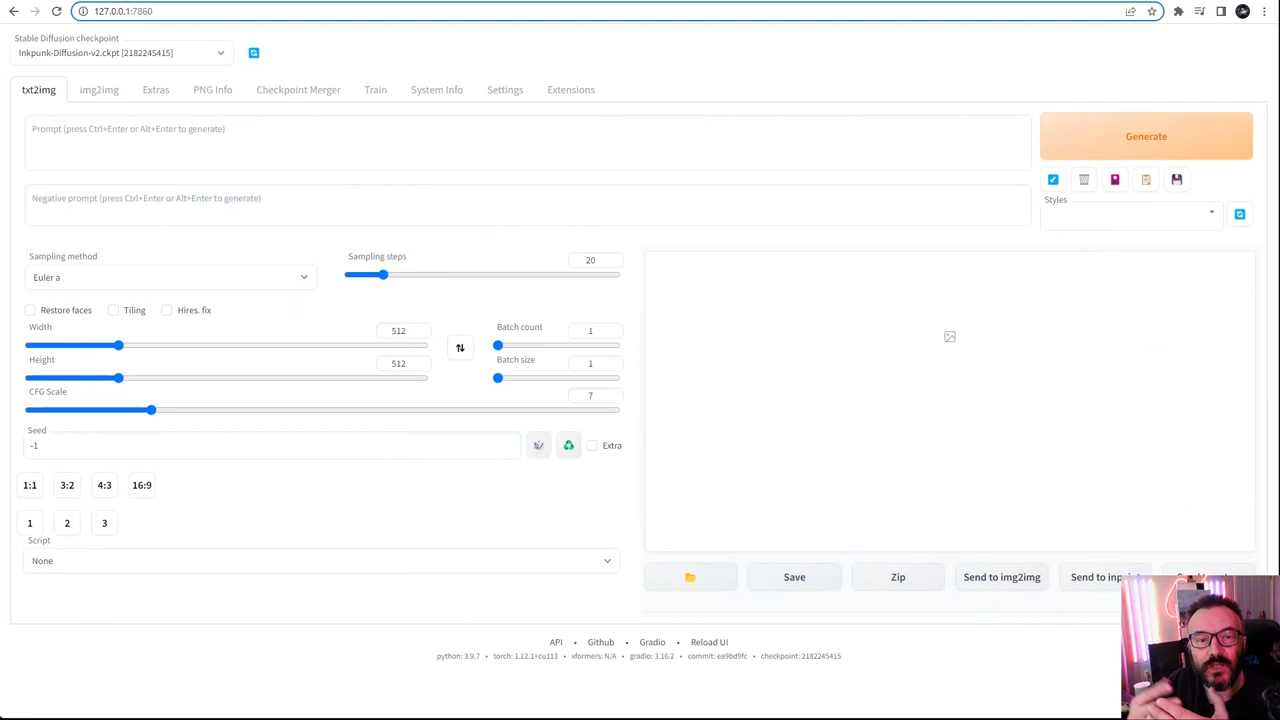 127.0.0.1:7860
Stable Diffusion checkpoint
Inkpunk-Diffusion-v2.ckpt [2182245415]
txt2img img2img Extras PNG Info Checkpoint Merger Train System Info Settings Extensions
Prompt (press Ctrl+Enter or Alt+Enter to generate)
Generate
Negative prompt (press Ctrl+Enter or Alt+Enter to generate)
Styles
Sampling method
Euler a
Sampling steps
20
Restore faces Tiling Hires. fix
Width
512
Batch count
1
Height
512
Batch size
1
CFG Scale
7
Seed
-1
Extra
1:1 3:2 4:3 16:9
1 2 3
Script
None
Save Zip Send to img2img Send to
API • Github • Gradio • Reload UI
python: 3.9.7 • torch: 1.12.1+cu113 • xformers: N/A • gradio: 3.16.2 • commit: ea9bd9fc • checkpoint: 2182245415